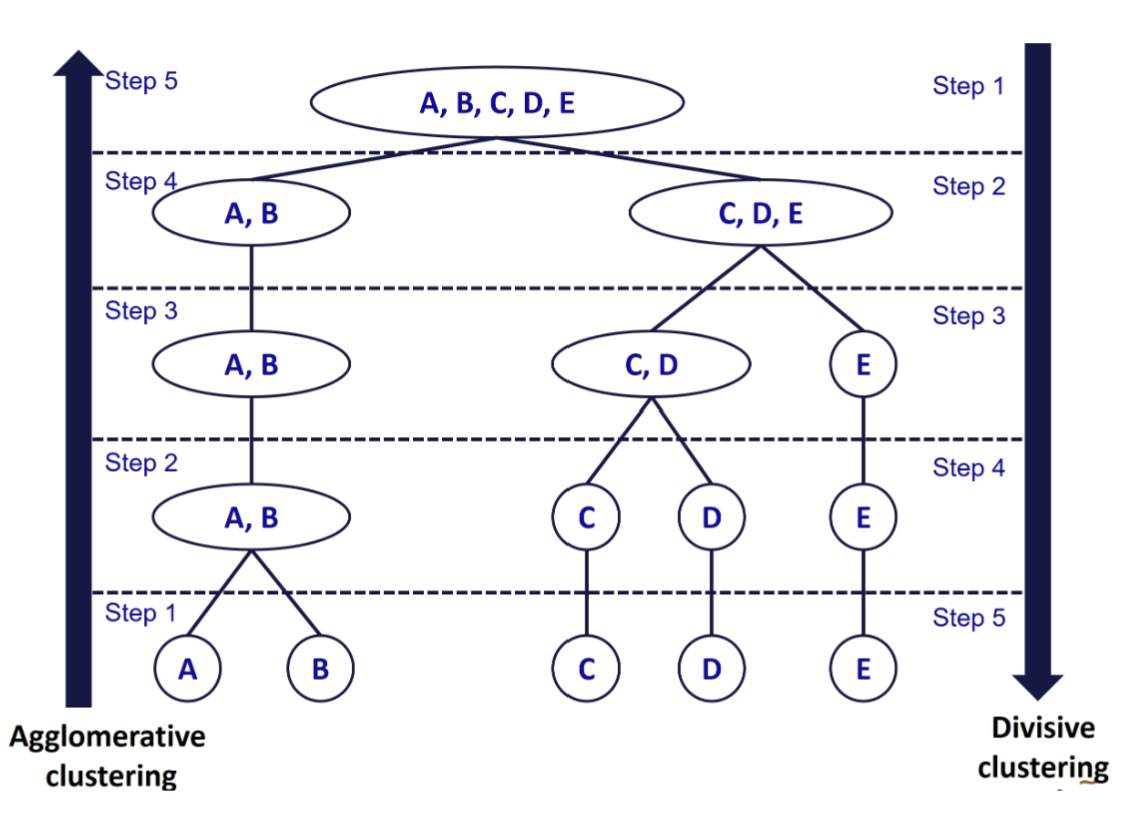 Step 5
A, B, C, D, E
Step 1
Step 4
A, B
C, D, E
Step 2
Step 3
A, B
C, D
E
Step 3
Step 2
A, B
C
D
E
Step 4
Step 1
A
B
C
D
E
Step 5
Agglomerative
clustering
Divisive
clustering